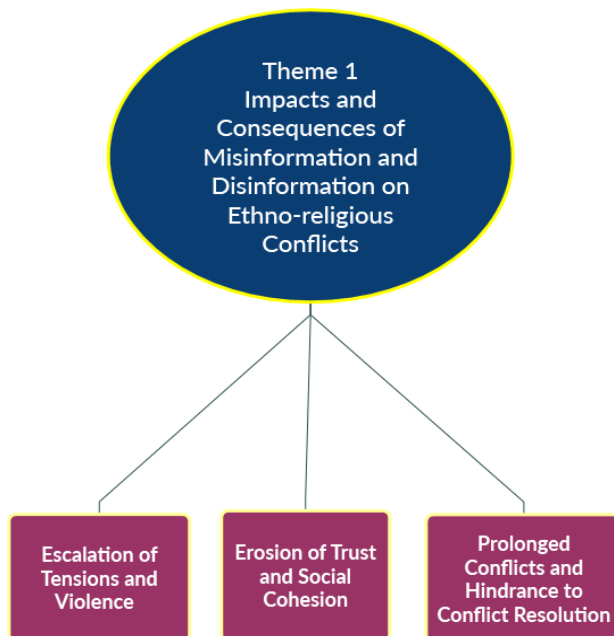 Theme 1
Impacts and
Consequences of
Misinformation and
Disinformation on
Ethno-religious
Conflicts
Escalation of
Tensions and
Violence
Erosion of Trust
and Social
Cohesion
Prolonged
Conflicts and
Hindrance to
Conflict Resolution